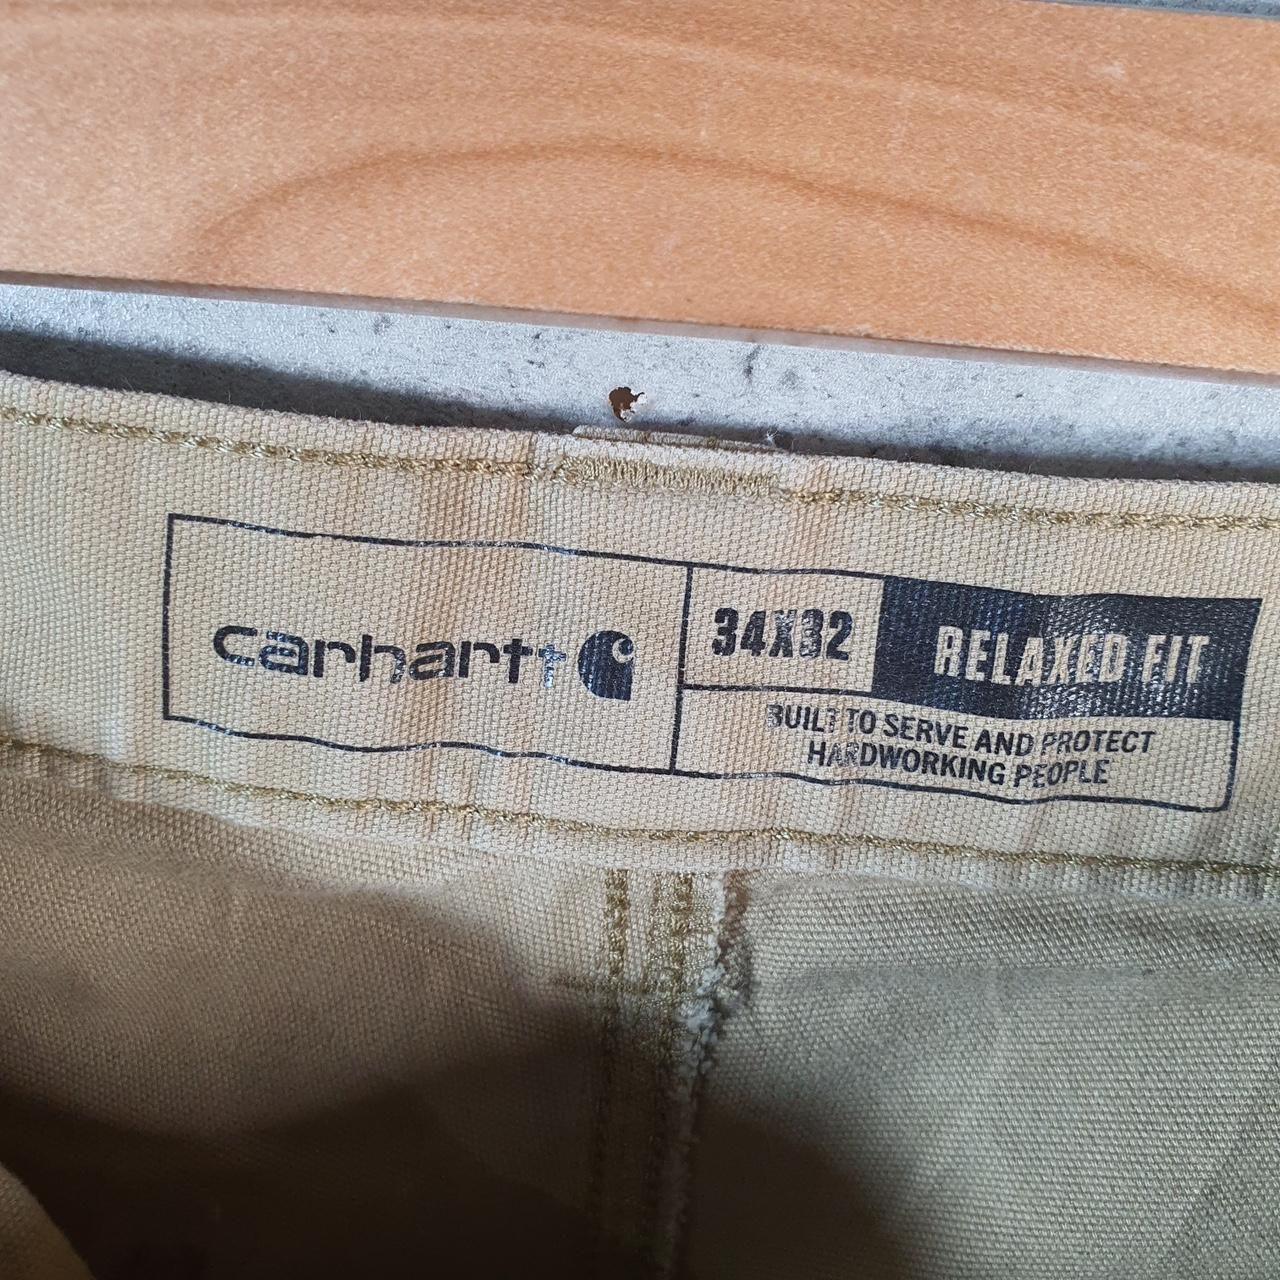 carhartt
34X32
RELAXED FIT
BUILT TO SERVE AND PROTECT
HARDWORKING PEOPLE